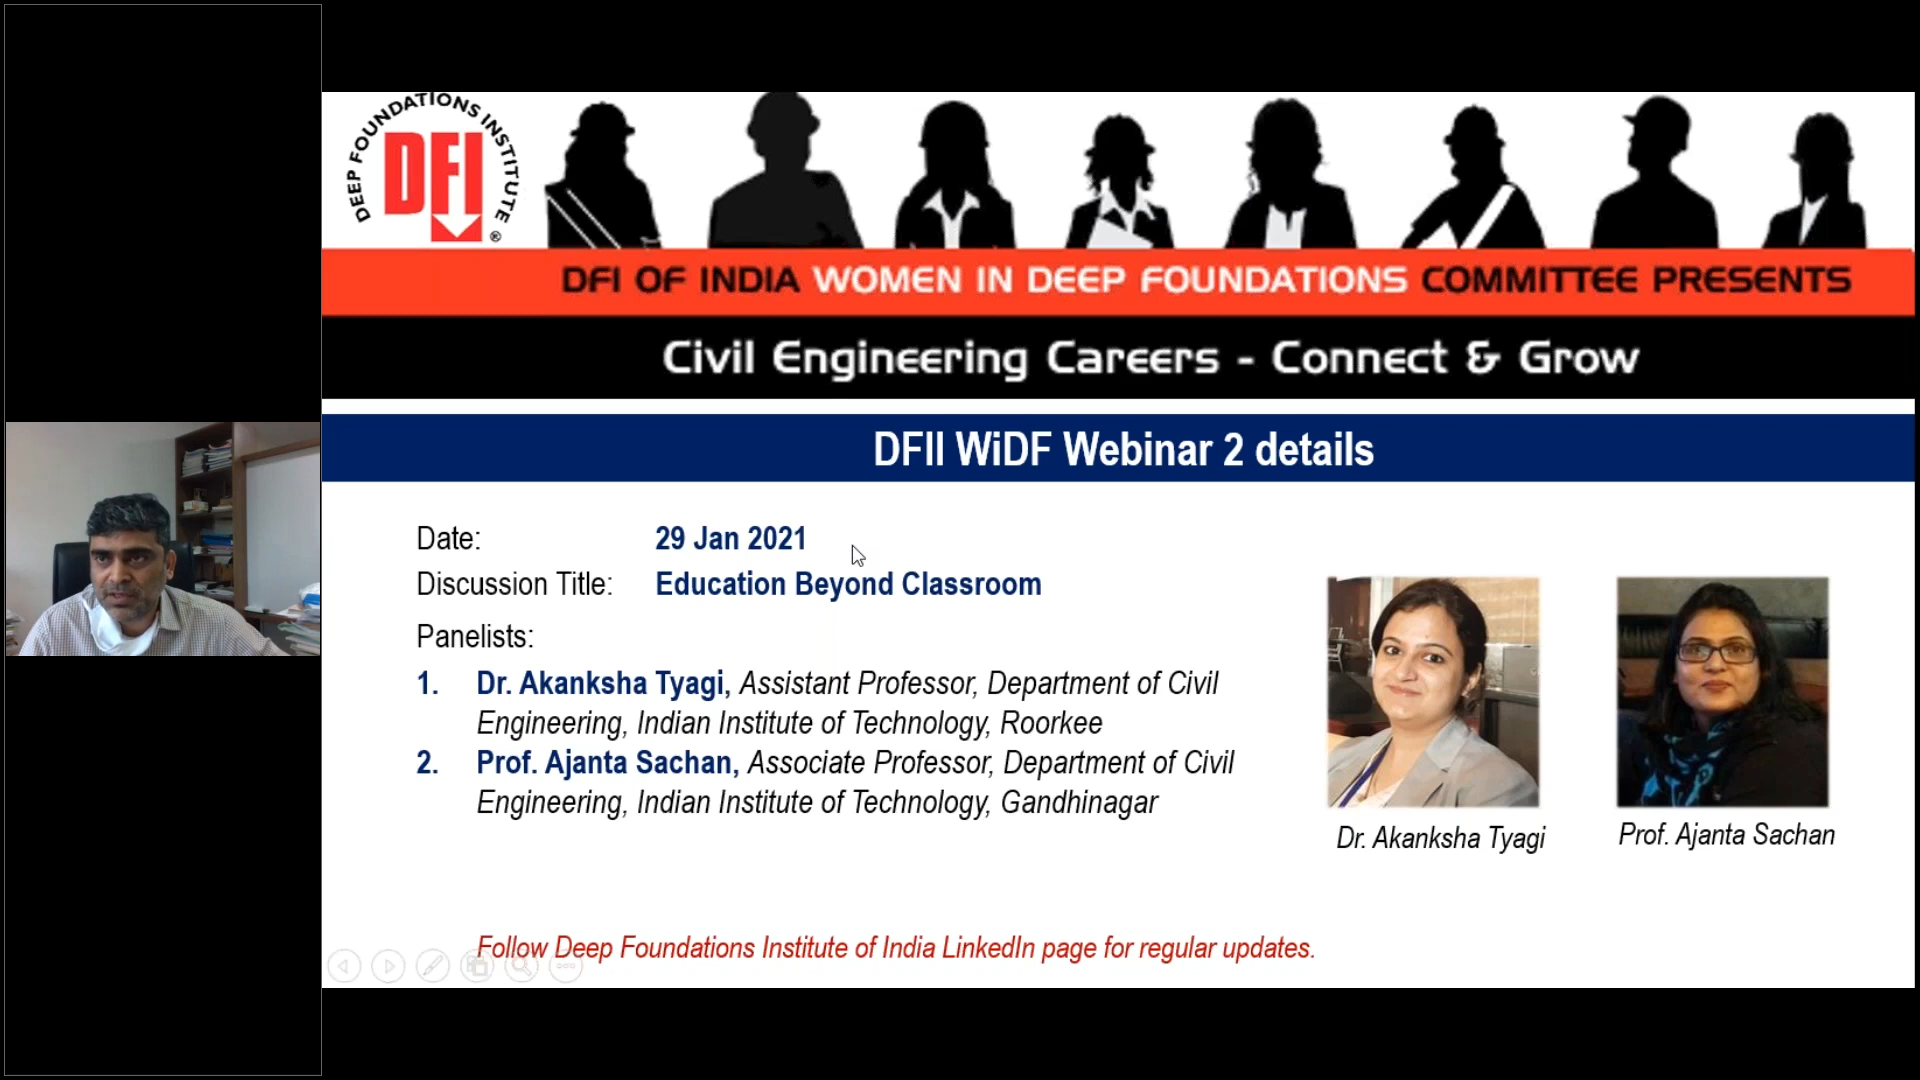 DEEP FOUNDATIONS INSTITUTE
DFI
®
DFI OF INDIA WOMEN IN DEEP FOUNDATIONS COMMITTEE PRESENTS
Civil Engineering Careers - Connect & Grow
DFII WiDF Webinar 2 details
Date: 29 Jan 2021
Discussion Title: Education Beyond Classroom
Panelists:
1. Dr. Akanksha Tyagi, Assistant Professor, Department of Civil
Engineering, Indian Institute of Technology, Roorkee
2. Prof. Ajanta Sachan, Associate Professor, Department of Civil
Engineering, Indian Institute of Technology, Gandhinagar
Dr. Akanksha Tyagi
Prof. Ajanta Sachan
Follow Deep Foundations Institute of India LinkedIn page for regular updates.